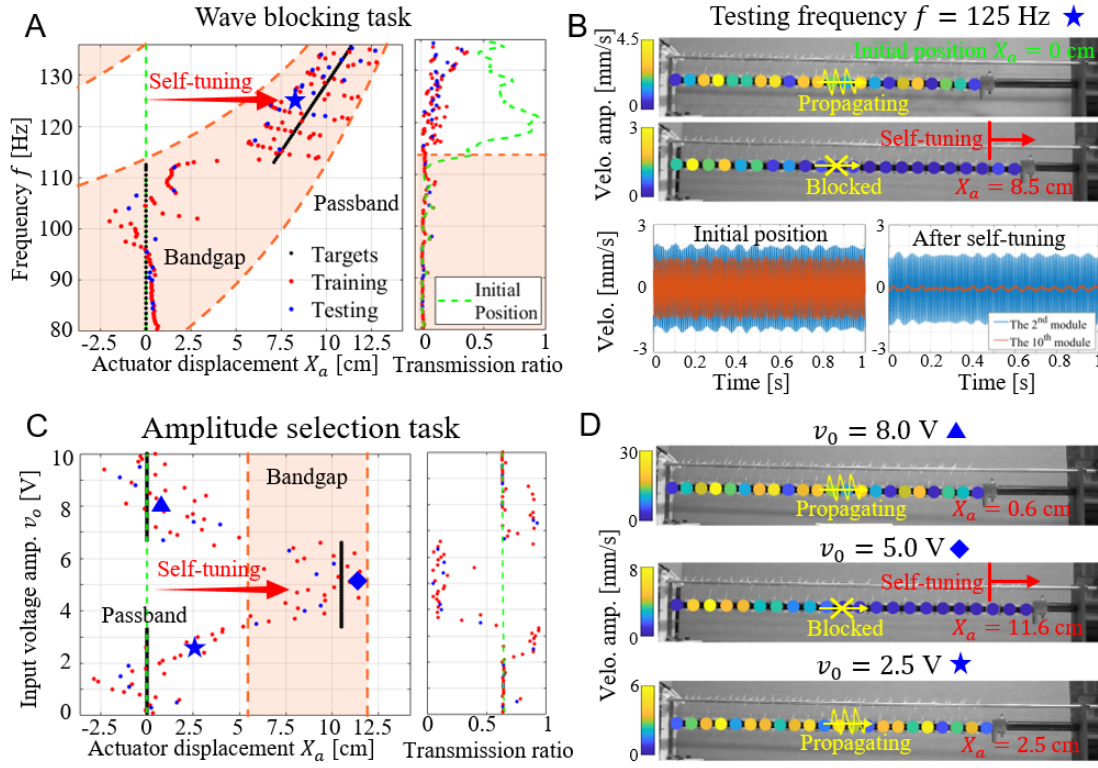 A
Wave blocking task
130
120
110
100
90
80
Frequency f [Hz]
Self-tuning
Passband
Bandgap
Targets
Training
Testing
-2.5 0 2.5 5 7.5 10 12.5
Actuator displacement Xₐ [cm]
Initial
Position
0 0.5 1
Transmission ratio
B
Testing frequency f = 125 Hz
4.5
0
Initial position Xₐ = 0 cm
Propagating
3
0
Velo. amp. [mm/s]
Self-tuning
Blocked
Xₐ = 8.5 cm
3
0
-3
Velo. [mm/s]
Initial position
0 0.2 0.4 0.6 0.8 1
Time [s]
3
0
-3
After self-tuning
The 2nd module
The 10th module
0 0.2 0.4 0.6 0.8 1
Time [s]
C
Amplitude selection task
10
8
6
4
2
0
Input voltage amp. vₒ [V]
Bandgap
Self-tuning
Passband
-2.5 0 2.5 5 7.5 10 12.5
Actuator displacement Xₐ [cm]
0 0.5 1
Transmission ratio
D
v₀ = 8.0 V
30
0
Propagating
Xₐ = 0.6 cm
v₀ = 5.0 V
8
0
Velo. amp. [mm/s]
Self-tuning
Blocked
Xₐ = 11.6 cm
v₀ = 2.5 V
6
0
Propagating
Xₐ = 2.5 cm